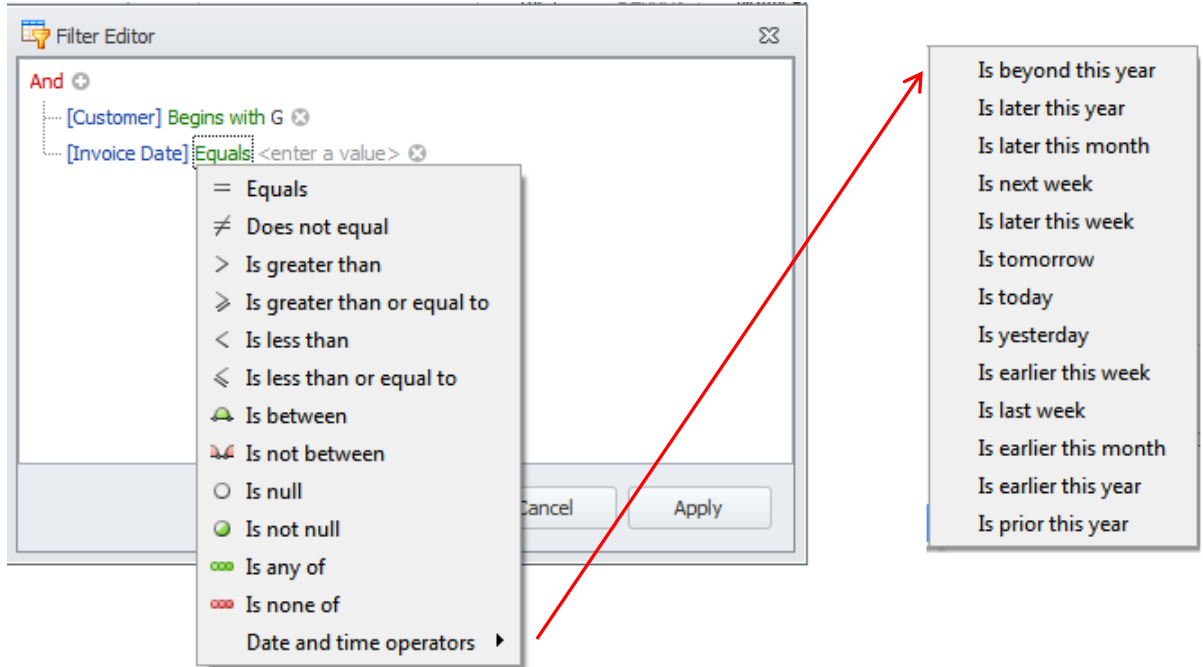 Filter Editor
And
[Customer] Begins with G
[Invoice Date] Equals <enter a value>
= Equals
≠ Does not equal
> Is greater than
⩾ Is greater than or equal to
< Is less than
⩽ Is less than or equal to
Is between
Is not between
Is null
Is not null
Is any of
Is none of
Date and time operators
Cancel Apply
Is beyond this year
Is later this year
Is later this month
Is next week
Is later this week
Is tomorrow
Is today
Is yesterday
Is earlier this week
Is last week
Is earlier this month
Is earlier this year
Is prior this year